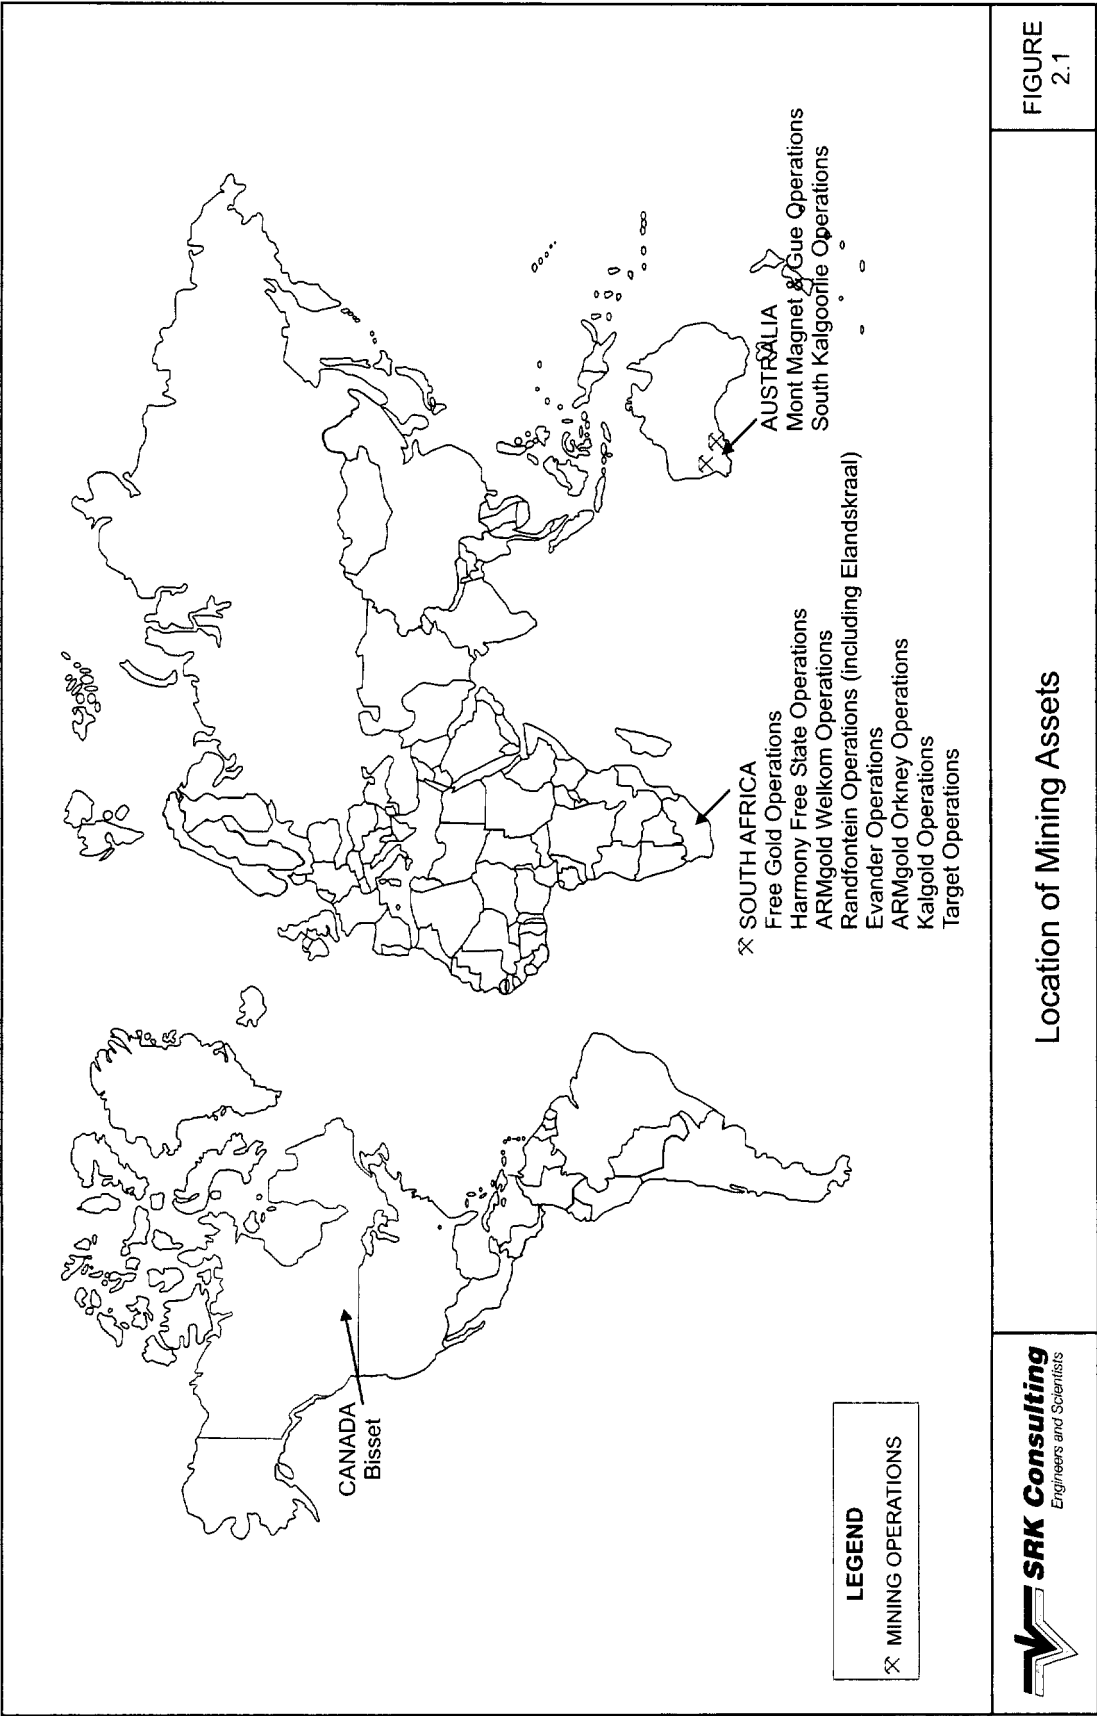 CANADA
Bisset
SOUTH AFRICA
Free Gold Operations
Harmony Free State Operations
ARMgold Welkom Operations
Randfontein Operations (including Elandskraal)
Evander Operations
ARMgold Orkney Operations
Kalgold Operations
Target Operations
AUSTRALIA
Mont Magnet & Gue Operations
South Kalgoorlie Operations
LEGEND
MINING OPERATIONS
SRK Consulting
Engineers and Scientists
Location of Mining Assets
FIGURE
2.1